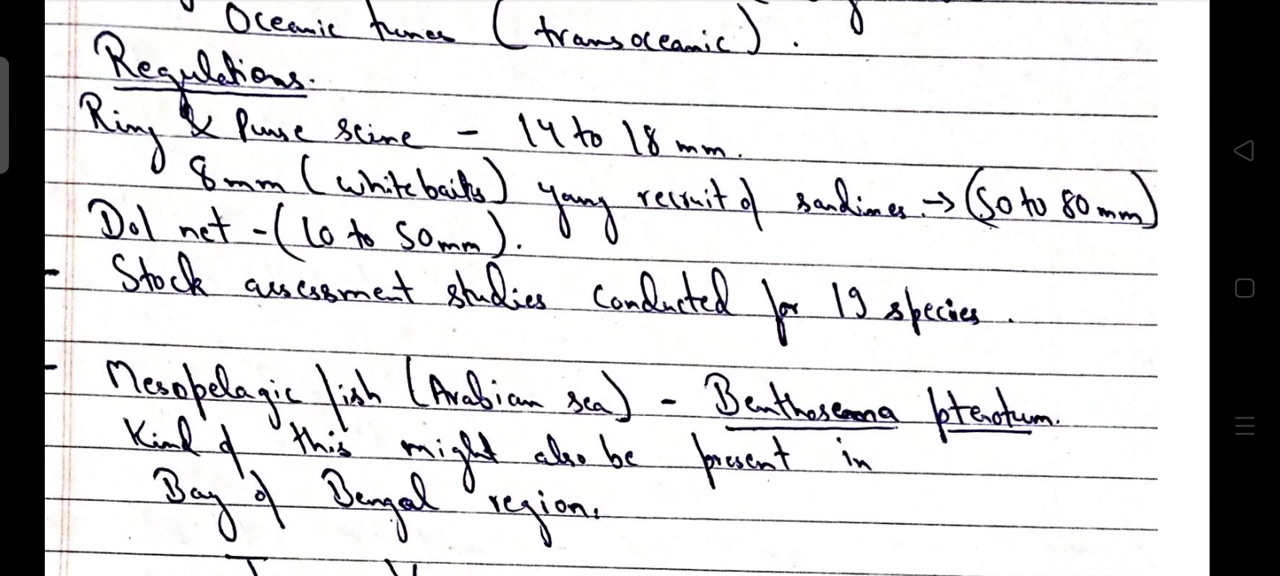 Oceanic tunas (transoceanic).
Regulations.
Ring & Purse seine - 14 to 18 mm.
8mm (whitebaits) young recruit of sardines → (50 to 80 mm)
Dol net - (10 to 50mm).
- Stock assessment studies conducted for 19 species.
- Mesopelagic fish (Arabian sea) - Benthosema pterotum.
Kind of this might also be present in
Bay of Bengal region.